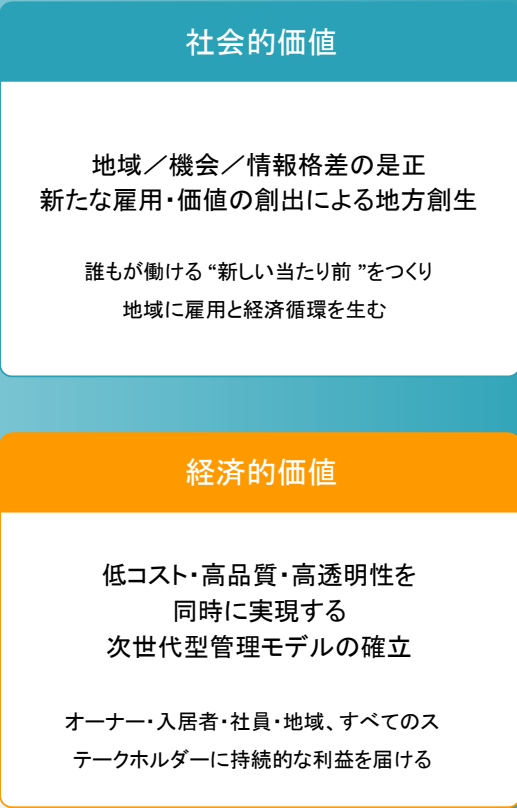 社会的価値
地域／機会／情報格差の是正
新たな雇用・価値の創出による地方創生
誰もが働ける “新しい当たり前 ”をつくり
地域に雇用と経済循環を生む
経済的価値
低コスト・高品質・高透明性を
同時に実現する
次世代型管理モデルの確立
オーナー・入居者・社員・地域、すべてのス
テークホルダーに持続的な利益を届ける